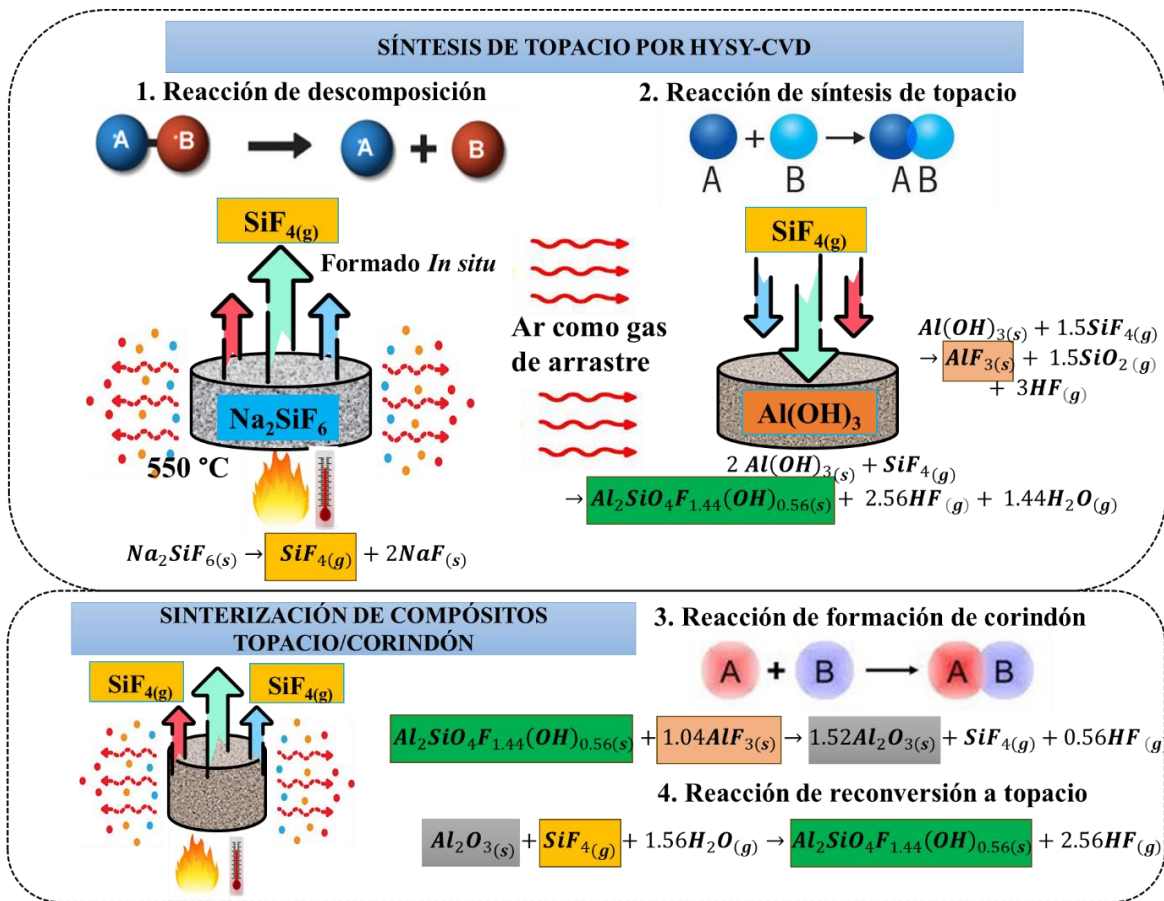 SÍNTESIS DE TOPACIO POR HYSY-CVD
1. Reacción de descomposición
A B → A + B
SiF₄₍g₎
Formado In situ
Na₂SiF₆
550 °C
Na₂SiF₆₍s₎ → SiF₄₍g₎ + 2NaF₍s₎
Ar como gas
de arrastre
2. Reacción de síntesis de topacio
A + B → A B
SiF₄₍g₎
Al(OH)₃
Al(OH)₃₍s₎ + 1.5SiF₄₍g₎
→ AlF₃₍s₎ + 1.5SiO₂ ₍g₎
+ 3HF₍g₎
2 Al(OH)₃₍s₎ + SiF₄₍g₎
→ Al₂SiO₄F₁.₄₄(OH)₀.₅₆₍s₎ + 2.56HF ₍g₎ + 1.44H₂O₍g₎
SINTERIZACIÓN DE COMPÓSITOS
TOPACIO/CORINDÓN
SiF₄₍g₎ SiF₄₍g₎
3. Reacción de formación de corindón
A + B → A B
Al₂SiO₄F₁.₄₄(OH)₀.₅₆₍s₎ + 1.04AlF₃₍s₎ → 1.52Al₂O₃₍s₎ + SiF₄₍g₎ + 0.56HF ₍g₎
4. Reacción de reconversión a topacio
Al₂O₃₍s₎ + SiF₄₍g₎ + 1.56H₂O₍g₎ → Al₂SiO₄F₁.₄₄(OH)₀.₅₆₍s₎ + 2.56HF₍g₎